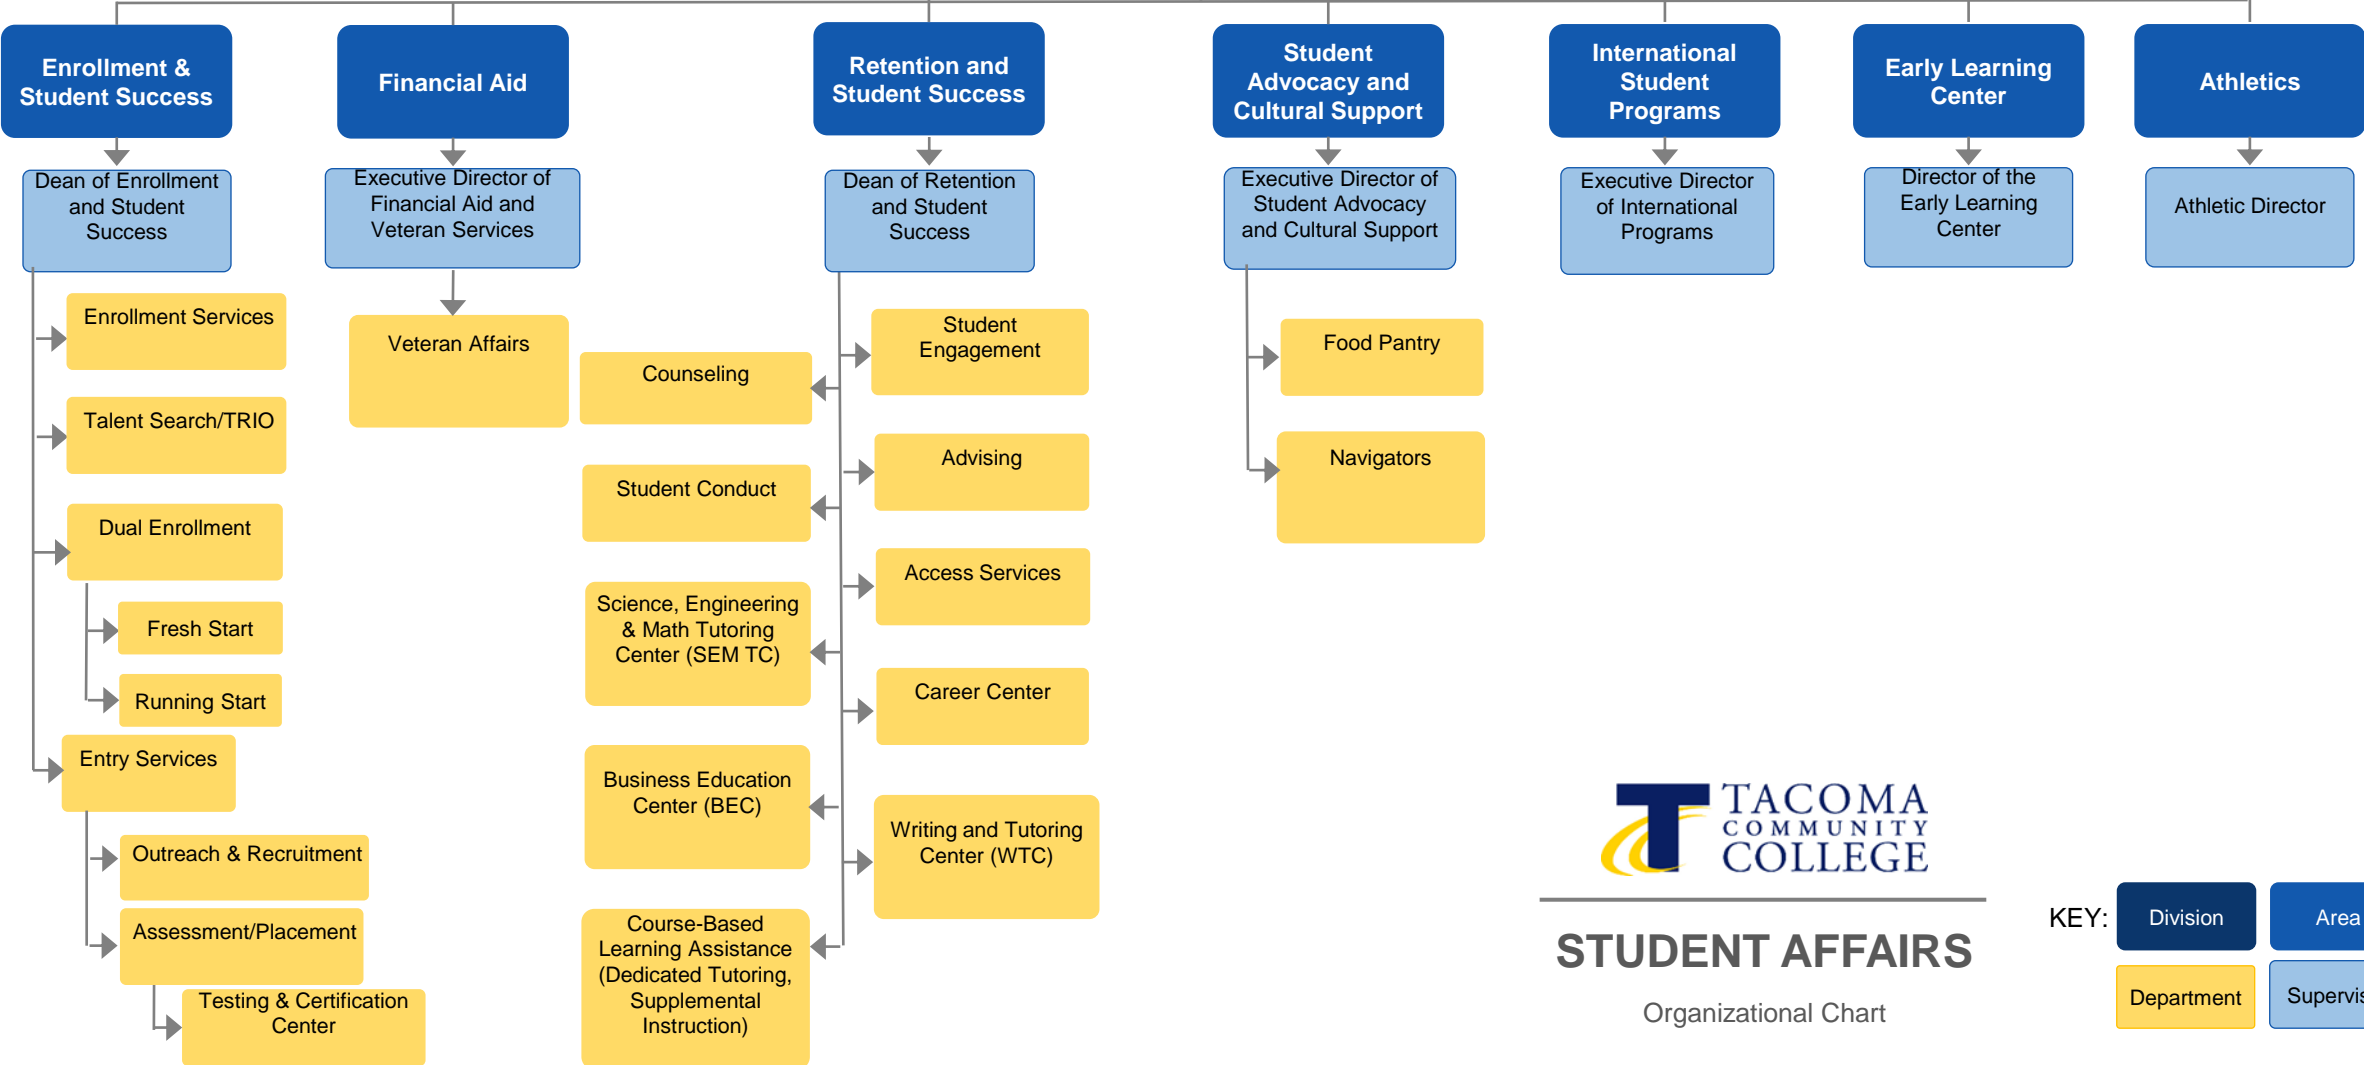 Enrollment &
Student Success
Financial Aid
Retention and
Student Success
Student
Advocacy and
Cultural Support
International
Student
Programs
Early Learning
Center
Athletics
Dean of Enrollment
and Student
Success
Executive Director of
Financial Aid and
Veteran Services
Dean of Retention
and Student
Success
Executive Director of
Student Advocacy
and Cultural Support
Executive Director
of International
Programs
Director of the
Early Learning
Center
Athletic Director
Enrollment Services
Talent Search/TRIO
Dual Enrollment
Fresh Start
Running Start
Entry Services
Outreach & Recruitment
Assessment/Placement
Testing & Certification
Center
Veteran Affairs
Counseling
Student Conduct
Science, Engineering
& Math Tutoring
Center (SEM TC)
Business Education
Center (BEC)
Course-Based
Learning Assistance
(Dedicated Tutoring,
Supplemental
Instruction)
Student
Engagement
Advising
Access Services
Career Center
Writing and Tutoring
Center (WTC)
Food Pantry
Navigators
TACOMA
COMMUNITY
COLLEGE
STUDENT AFFAIRS
Organizational Chart
KEY:
Division
Area
Department